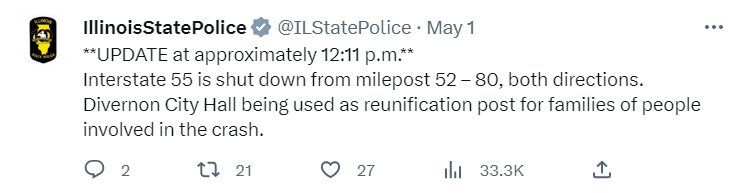 IllinoisStatePolice @ILStatePolice · May 1
**UPDATE at approximately 12:11 p.m.**
Interstate 55 is shut down from milepost 52 – 80, both directions.
Divernon City Hall being used as reunification post for families of people
involved in the crash.
2 21 27 33.3K